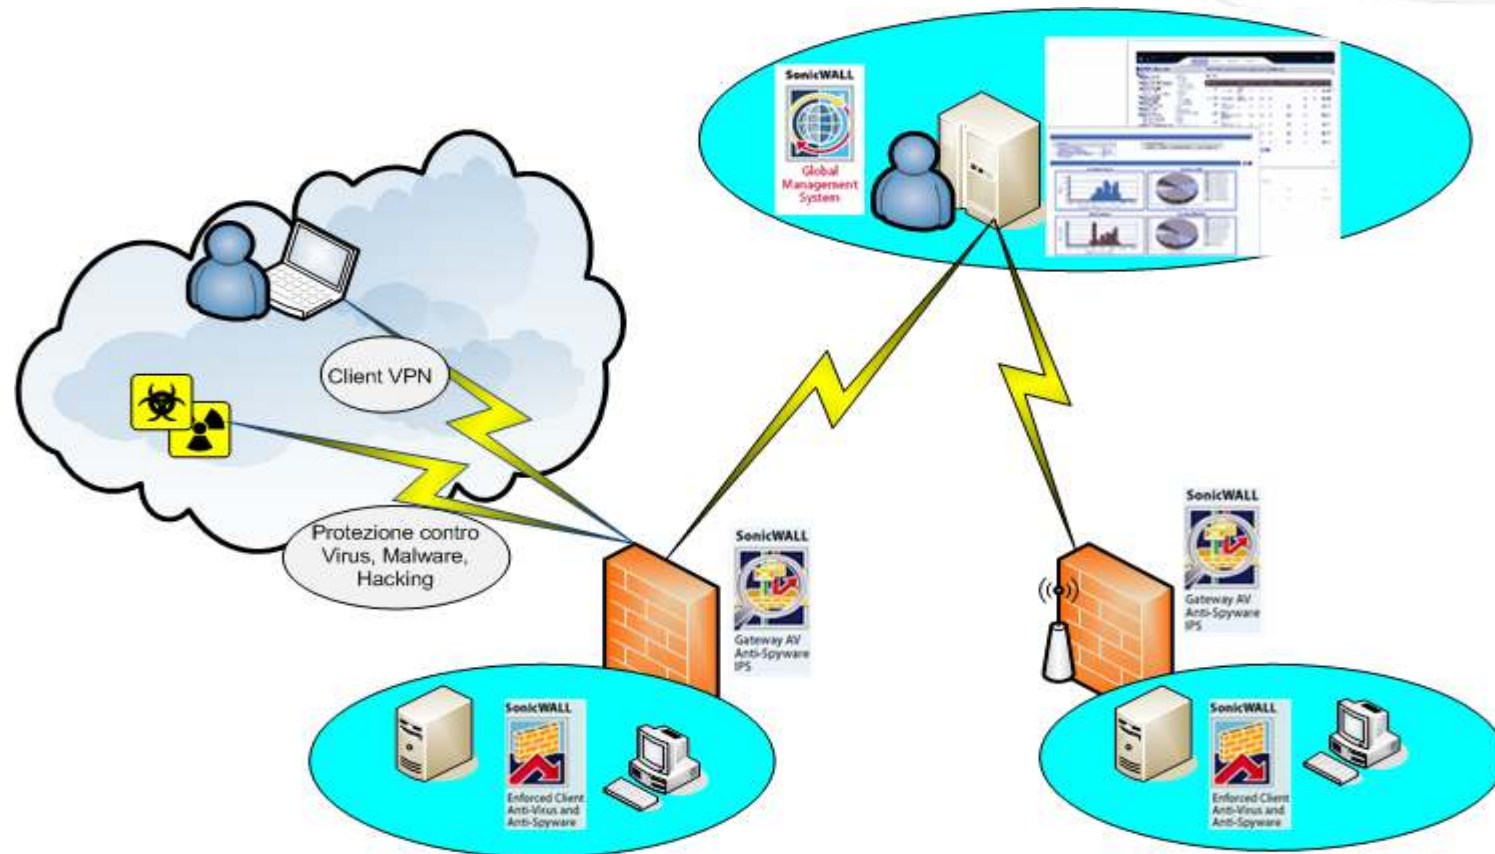 SonicWALL
Global
Management
System
Client VPN
Protezione contro
Virus, Malware,
Hacking
SonicWALL
Gateway AV
Anti-Spyware
IPS
SonicWALL
Gateway AV
Anti-Spyware
IPS
SonicWALL
Enforced Client
Anti-Virus and
Anti-Spyware
SonicWALL
Enforced Client
Anti-Virus and
Anti-Spyware